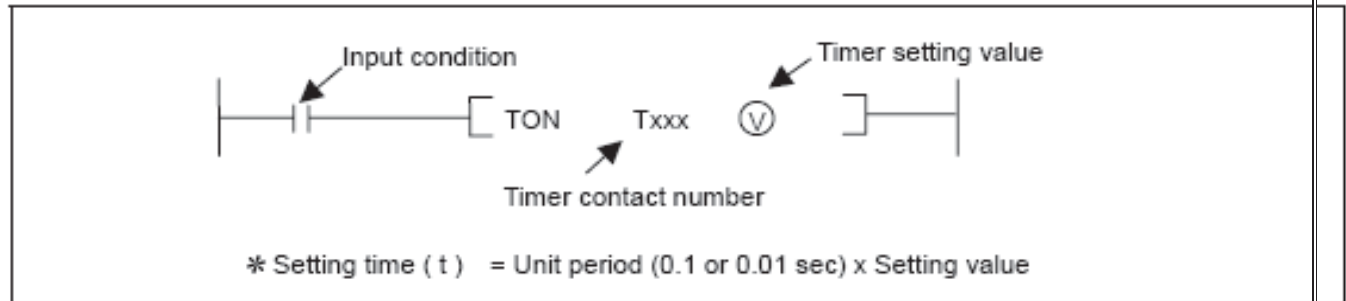 Input condition
Timer setting value
TON Txxx V
Timer contact number
* Setting time ( t ) = Unit period (0.1 or 0.01 sec) x Setting value